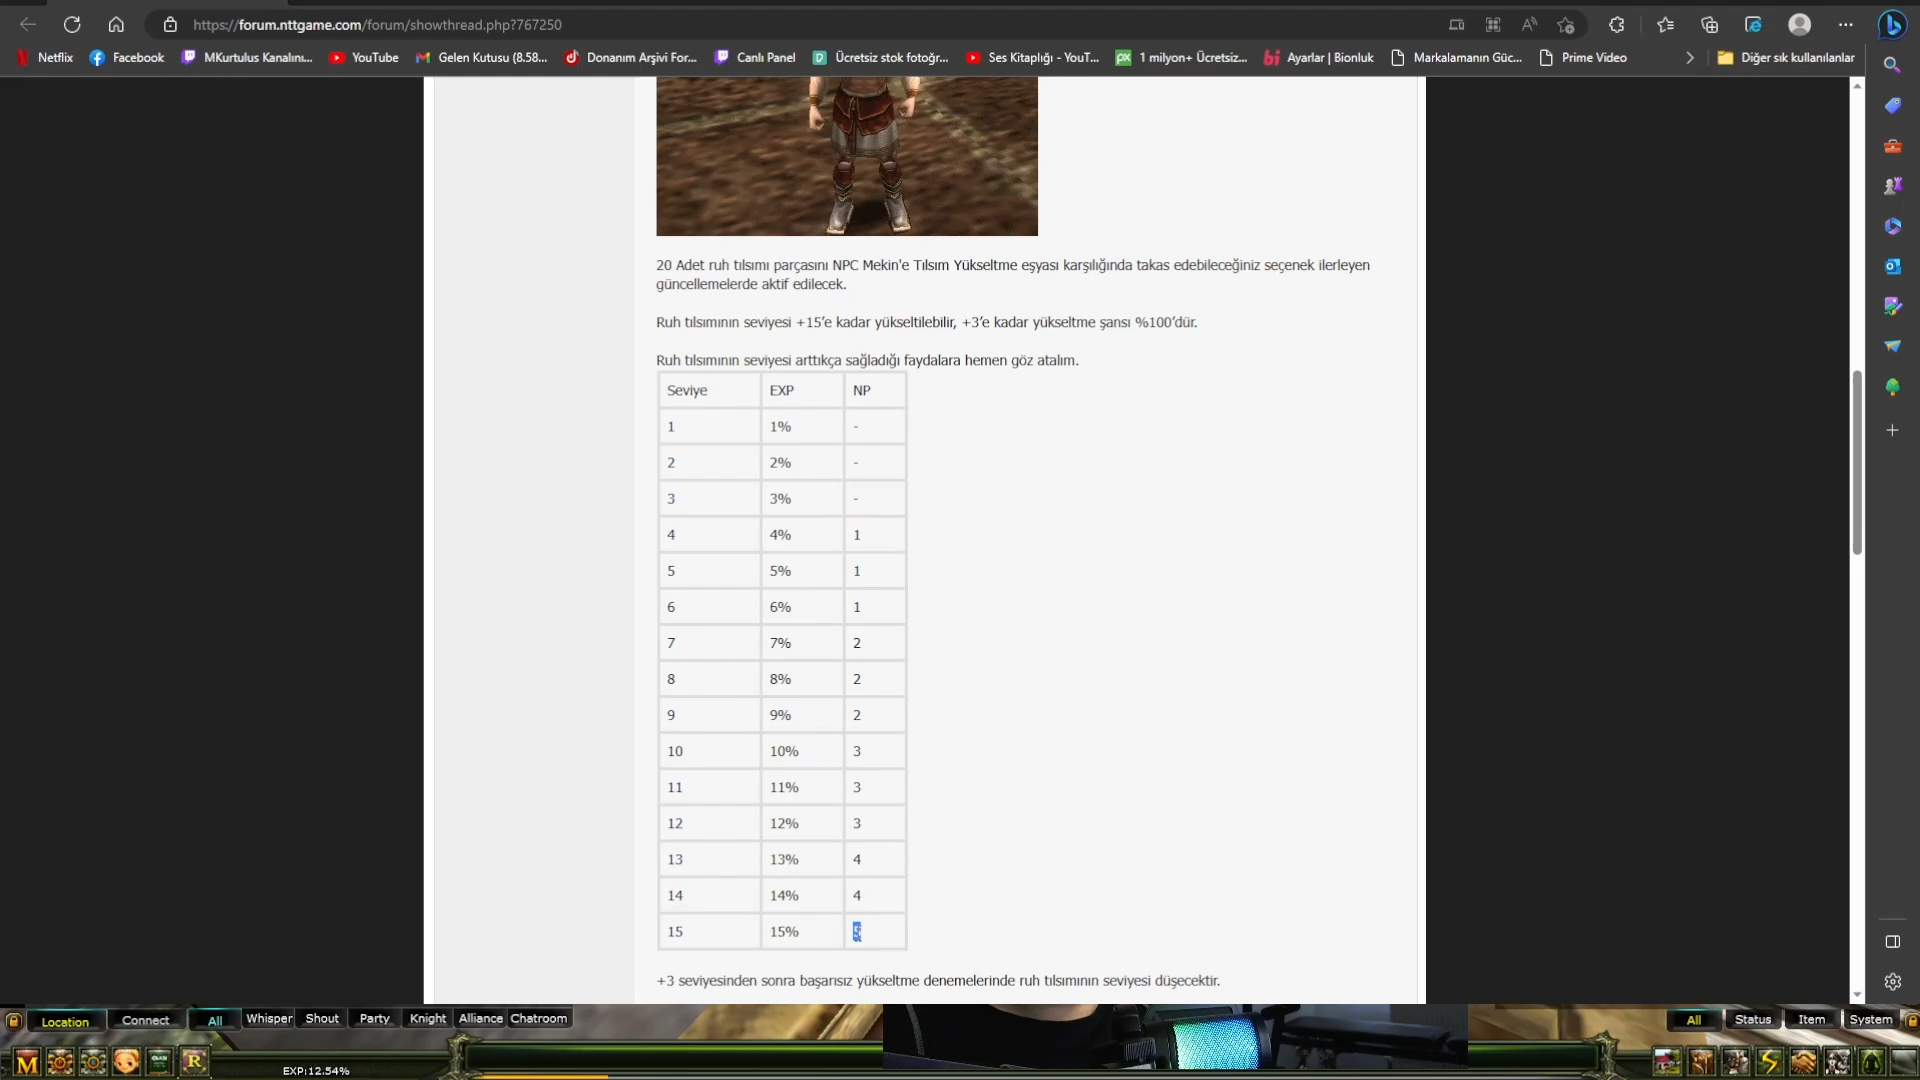 https://forum.nttgame.com/forum/showthread.php?767250
Netflix
Facebook
MKurtulus Kanalını...
YouTube
Gelen Kutusu (8.58...
Donanım Arşivi For...
Canlı Panel
Ücretsiz stok fotoğr...
Ses Kitaplığı - YouT...
1 milyon+ Ücretsiz...
Ayarlar | Bionluk
Markalamanın Güc...
Prime Video
Diğer sık kullanılanlar
20 Adet ruh tılsımı parçasını NPC Mekin'e Tılsım Yükseltme eşyası karşılığında takas edebileceğiniz seçenek ilerleyen
güncellemelerde aktif edilecek.
Ruh tılsımının seviyesi +15’e kadar yükseltilebilir, +3’e kadar yükseltme şansı %100’dür.
Ruh tılsımının seviyesi arttıkça sağladığı faydalara hemen göz atalım.
Seviye EXP NP
1 1% -
2 2% -
3 3% -
4 4% 1
5 5% 1
6 6% 1
7 7% 2
8 8% 2
9 9% 2
10 10% 3
11 11% 3
12 12% 3
13 13% 4
14 14% 4
15 15% 5
+3 seviyesinden sonra başarısız yükseltme denemelerinde ruh tılsımının seviyesi düşecektir.
Location Connect All Whisper Shout Party Knight Alliance Chatroom
All Status Item System
M
R
EXP:12.54%